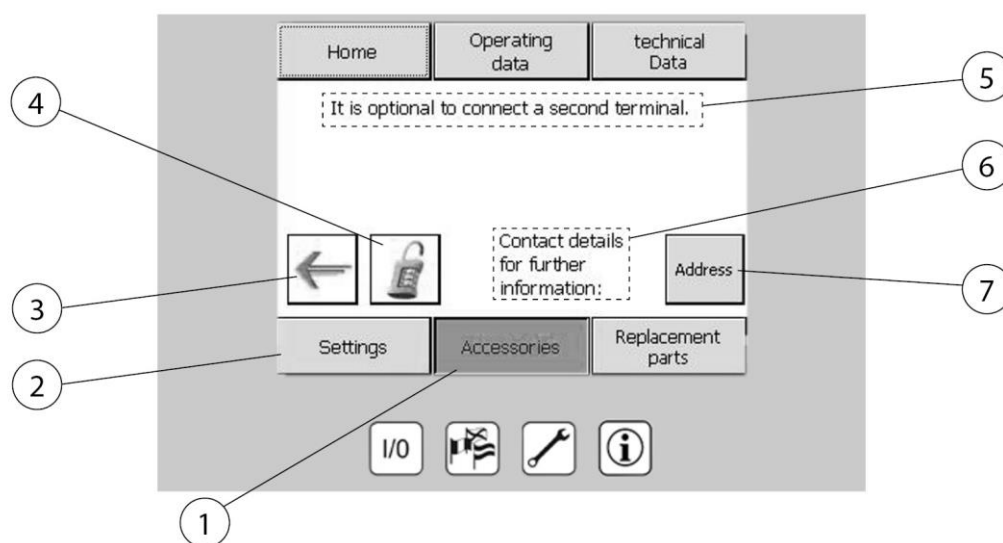 Home
Operating
data
technical
Data
It is optional to connect a second terminal.
Contact details
for further
information:
Address
Settings
Accessories
Replacement
parts
I/0
1
2
3
4
5
6
7